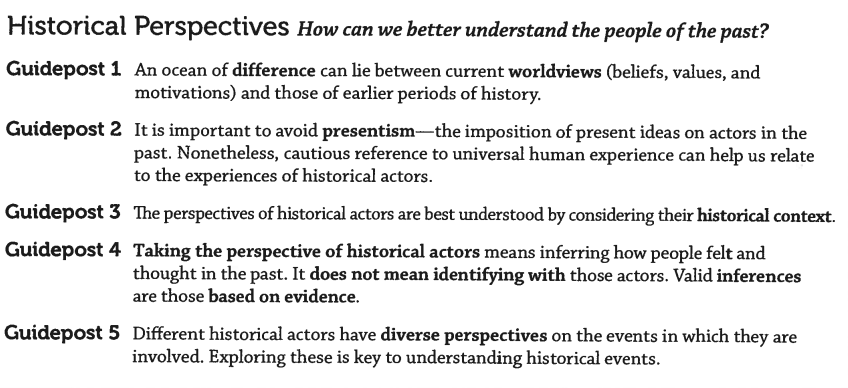 Historical Perspectives How can we better understand the people of the past?
Guidepost 1 An ocean of difference can lie between current worldviews (beliefs, values, and
motivations) and those of earlier periods of history.
Guidepost 2 It is important to avoid presentism—the imposition of present ideas on actors in the
past. Nonetheless, cautious reference to universal human experience can help us relate
to the experiences of historical actors.
Guidepost 3 The perspectives of historical actors are best understood by considering their historical context.
Guidepost 4 Taking the perspective of historical actors means inferring how people felt and
thought in the past. It does not mean identifying with those actors. Valid inferences
are those based on evidence.
Guidepost 5 Different historical actors have diverse perspectives on the events in which they are
involved. Exploring these is key to understanding historical events.